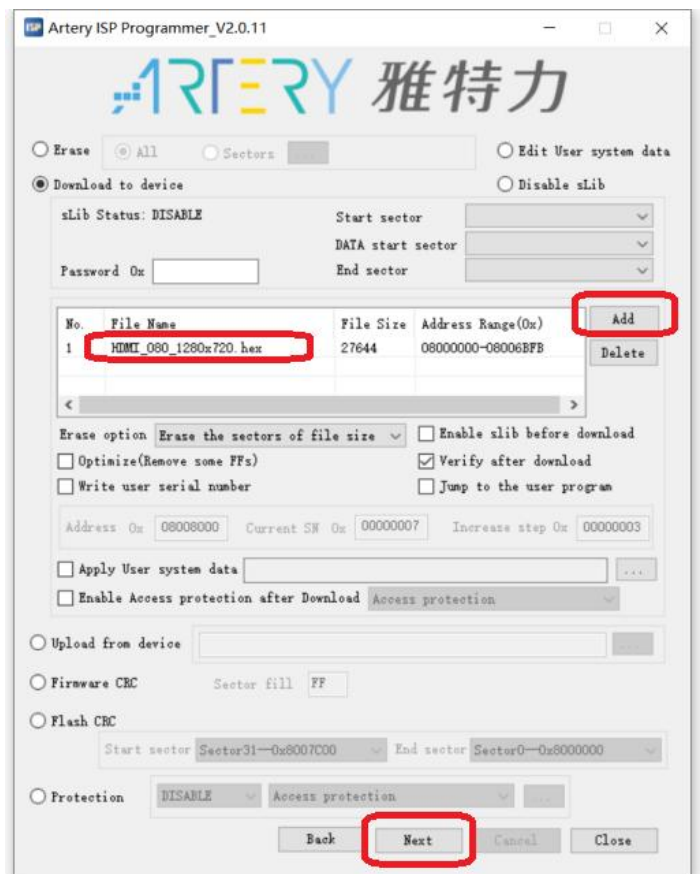 Artery ISP Programmer_V2.0.11
ARTERY 雅特力
Erase All Sectors ... Edit User system data
Download to device Disable sLib
sLib Status: DISABLE Start sector
DATA start sector
Password 0x End sector
No. File Name File Size Address Range(0x) Add
1 HDMI_080_1280x720.hex 27644 08000000-08006BFB Delete
Erase option Erase the sectors of file size Enable slib before download
Optimize(Remove some FFs) Verify after download
Write user serial number Jump to the user program
Address 0x 08008000 Current SN 0x 00000007 Increase step 0x 00000003
Apply User system data ...
Enable Access protection after Download Access protection
Upload from device ...
Firmware CRC Sector fill FF
Flash CRC
Start sector Sector31—0x8007C00 End sector Sector0—0x8000000
Protection DISABLE Access protection ...
Back Next Cancel Close